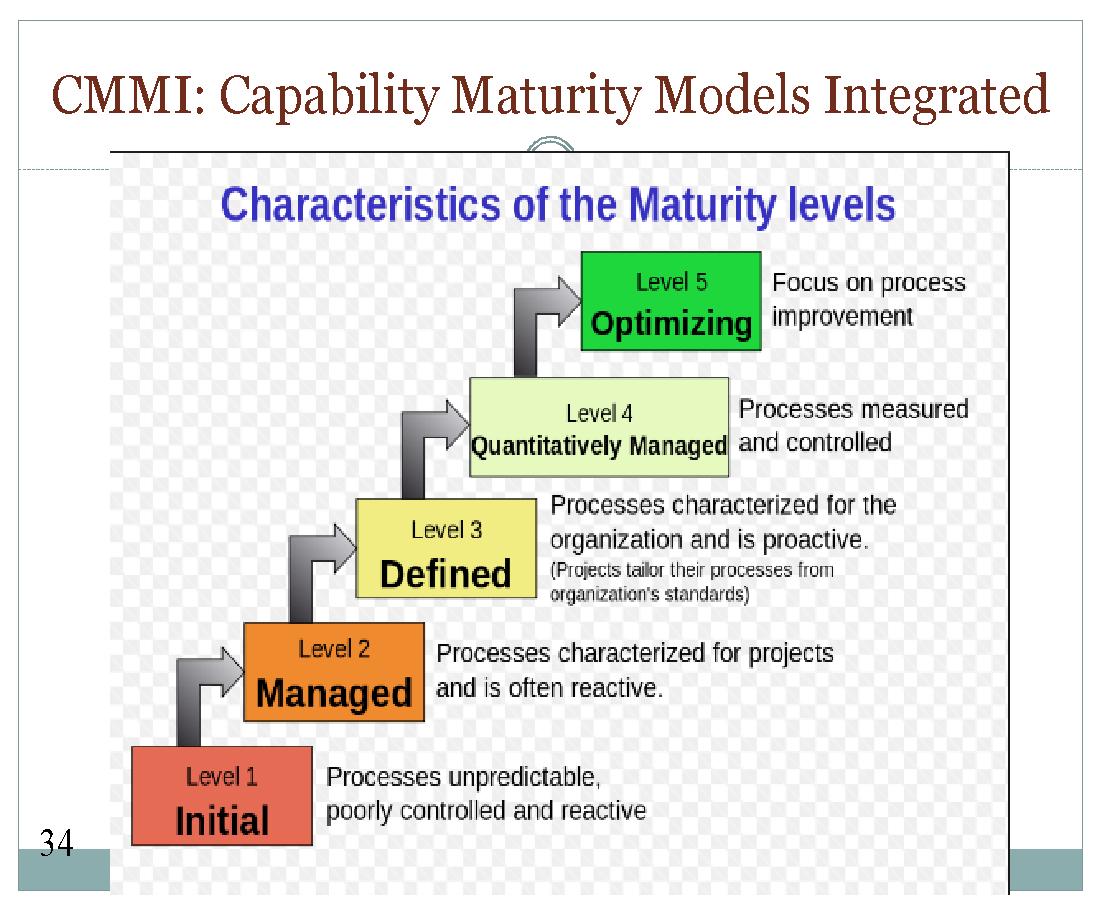 CMMI: Capability Maturity Models Integrated
Characteristics of the Maturity levels
Level 5
Optimizing
Focus on process
improvement
Level 4
Quantitatively Managed
Processes measured
and controlled
Level 3
Defined
Processes characterized for the
organization and is proactive.
(Projects tailor their processes from
organization's standards)
Level 2
Managed
Processes characterized for projects
and is often reactive.
Level 1
Initial
Processes unpredictable,
poorly controlled and reactive
34